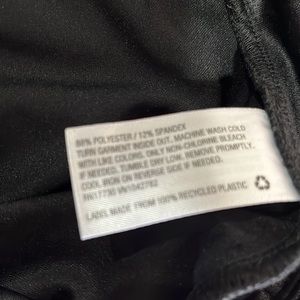 88% POLYESTER / 12% SPANDEX
TURN GARMENT INSIDE OUT. MACHINE WASH COLD
WITH LIKE COLORS. ONLY NON-CHLORINE BLEACH
IF NEEDED. TUMBLE DRY LOW. REMOVE PROMPTLY.
COOL IRON ON REVERSE SIDE IF NEEDED.
RN17730 VN1042762
LABEL MADE FROM 100% RECYCLED PLASTIC